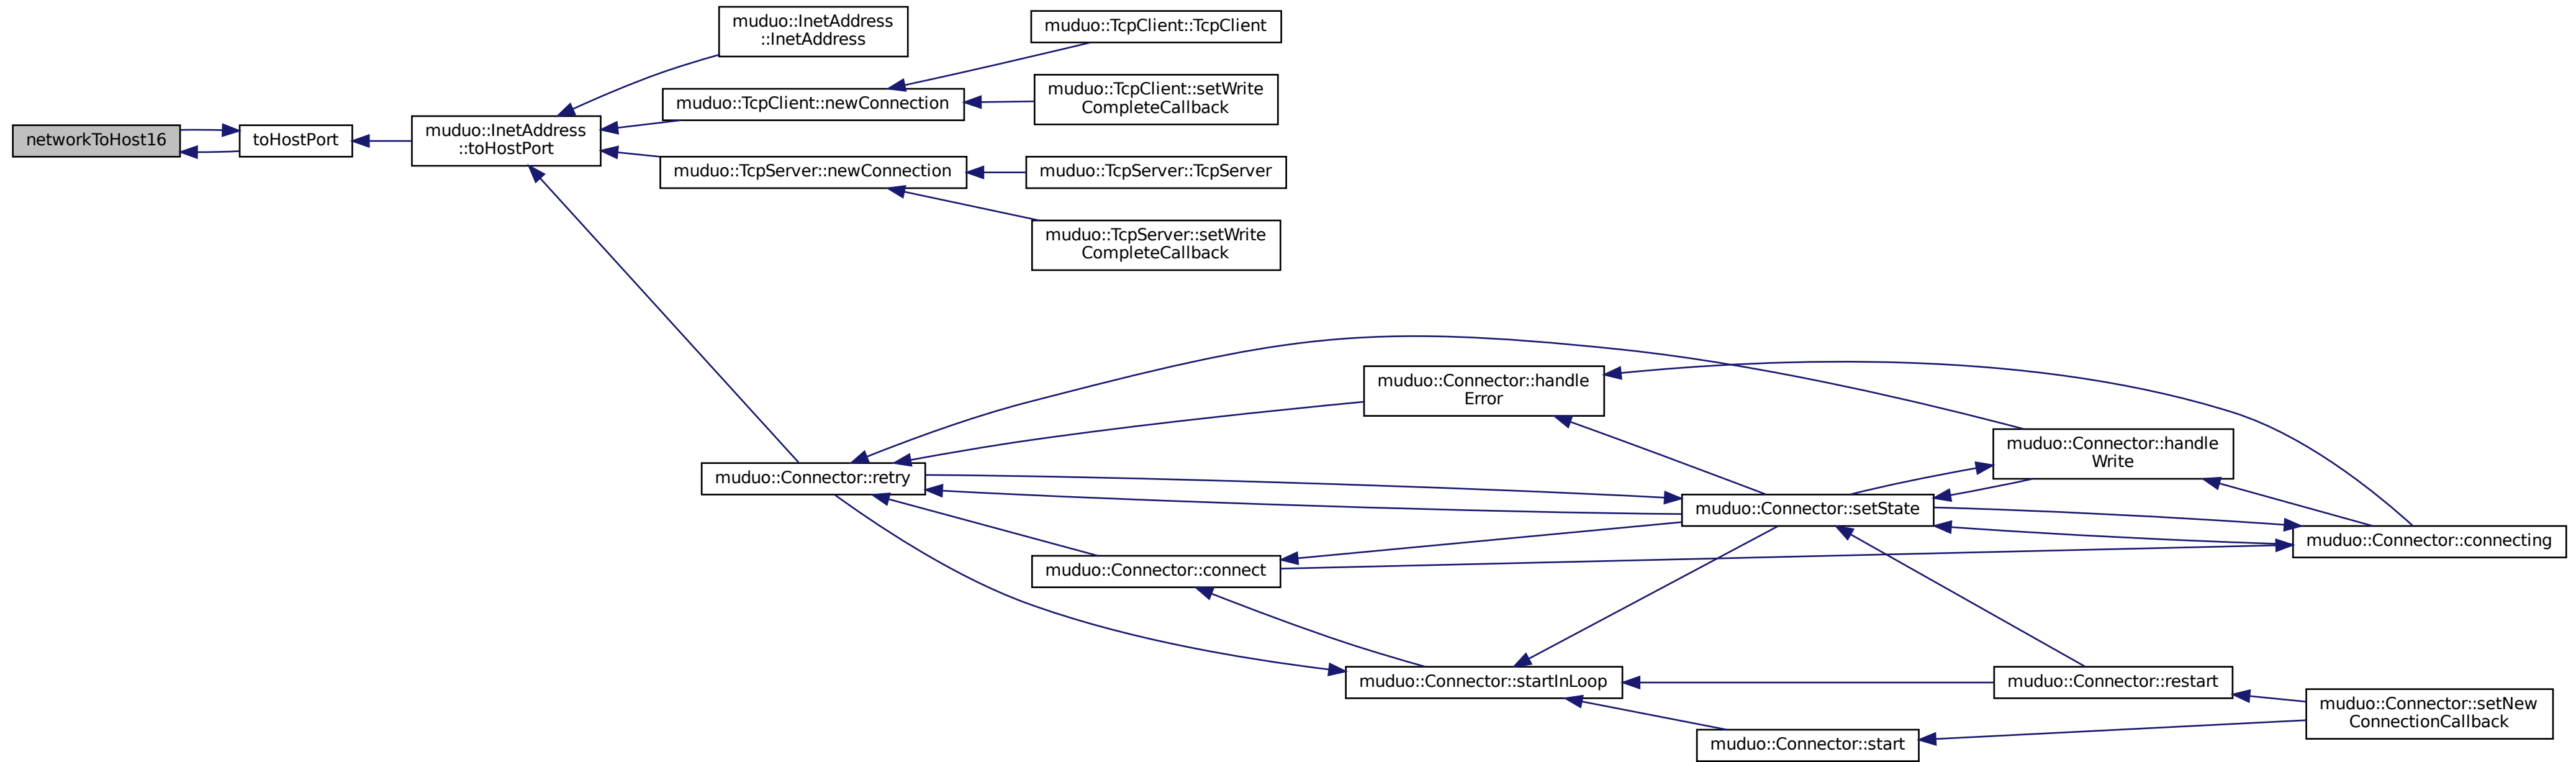 muduo::InetAddress
::InetAddress
muduo::TcpClient::TcpClient
muduo::TcpClient::newConnection
muduo::TcpClient::setWrite
CompleteCallback
networkToHost16
toHostPort
muduo::InetAddress
::toHostPort
muduo::TcpServer::newConnection
muduo::TcpServer::TcpServer
muduo::TcpServer::setWrite
CompleteCallback
muduo::Connector::handle
Error
muduo::Connector::handle
Write
muduo::Connector::retry
muduo::Connector::setState
muduo::Connector::connecting
muduo::Connector::connect
muduo::Connector::startInLoop
muduo::Connector::restart
muduo::Connector::setNew
ConnectionCallback
muduo::Connector::start